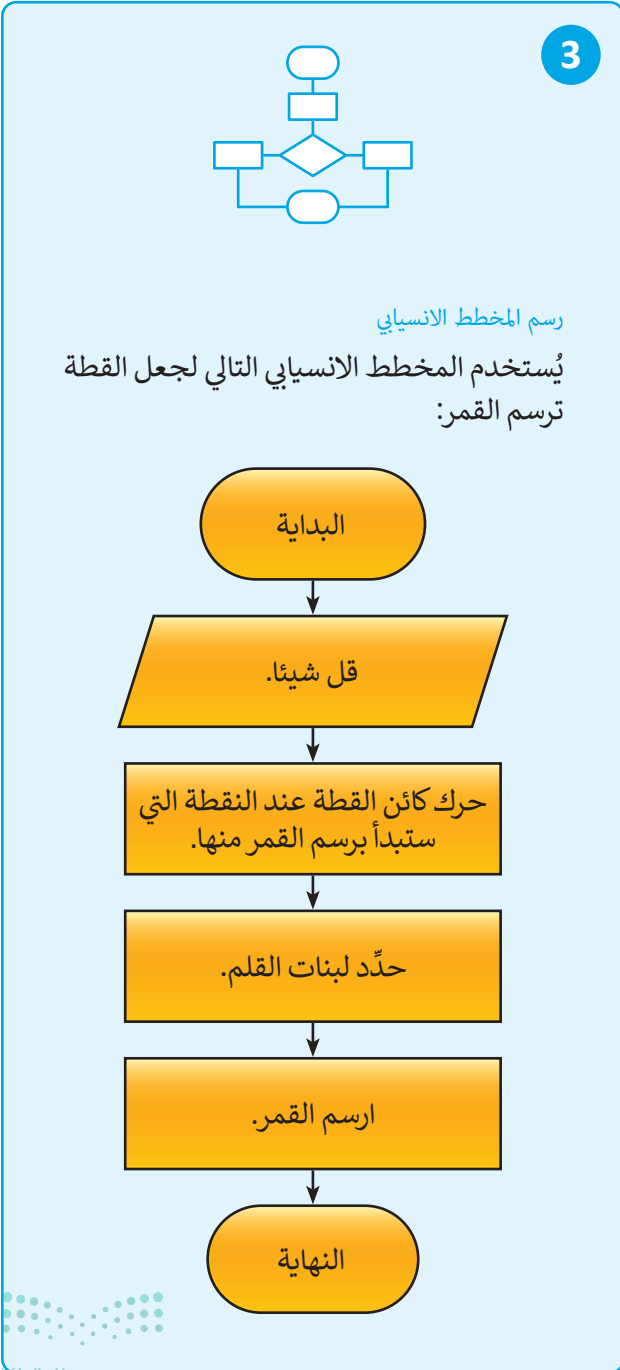 3
رسم المخطط الانسيابي
يُستخدم المخطط الانسيابي التالي لجعل القطة
ترسم القمر:
البداية
قل شيئا.
حرك كائن القطة عند النقطة التي
ستبدأ برسم القمر منها.
حدِّد لبنات القلم.
ارسم القمر.
النهاية